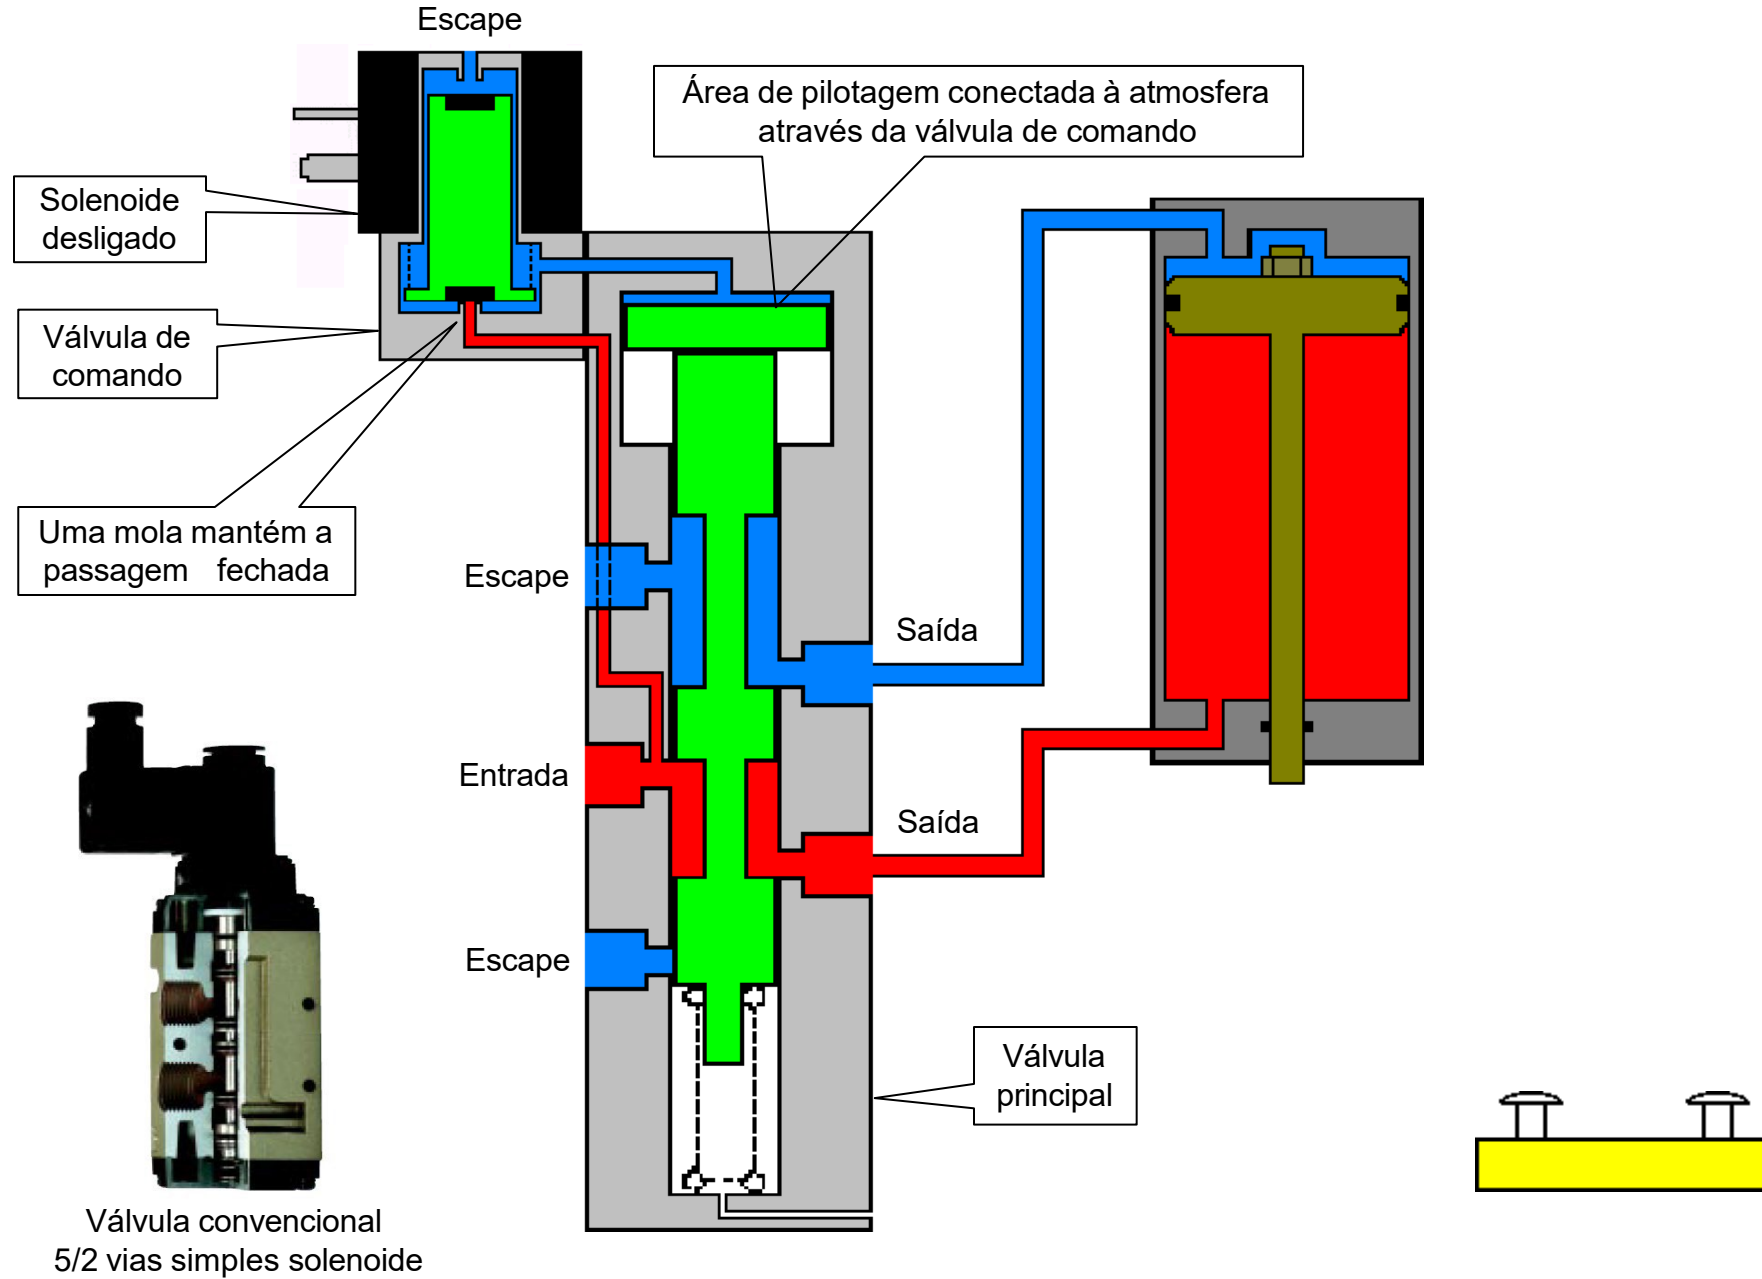 Escape
Área de pilotagem conectada à atmosfera
através da válvula de comando
Solenoide
desligado
Válvula de
comando
Uma mola mantém a
passagem fechada
Escape
Saída
Entrada
Saída
Escape
Válvula
principal
Válvula convencional
5/2 vias simples solenoide